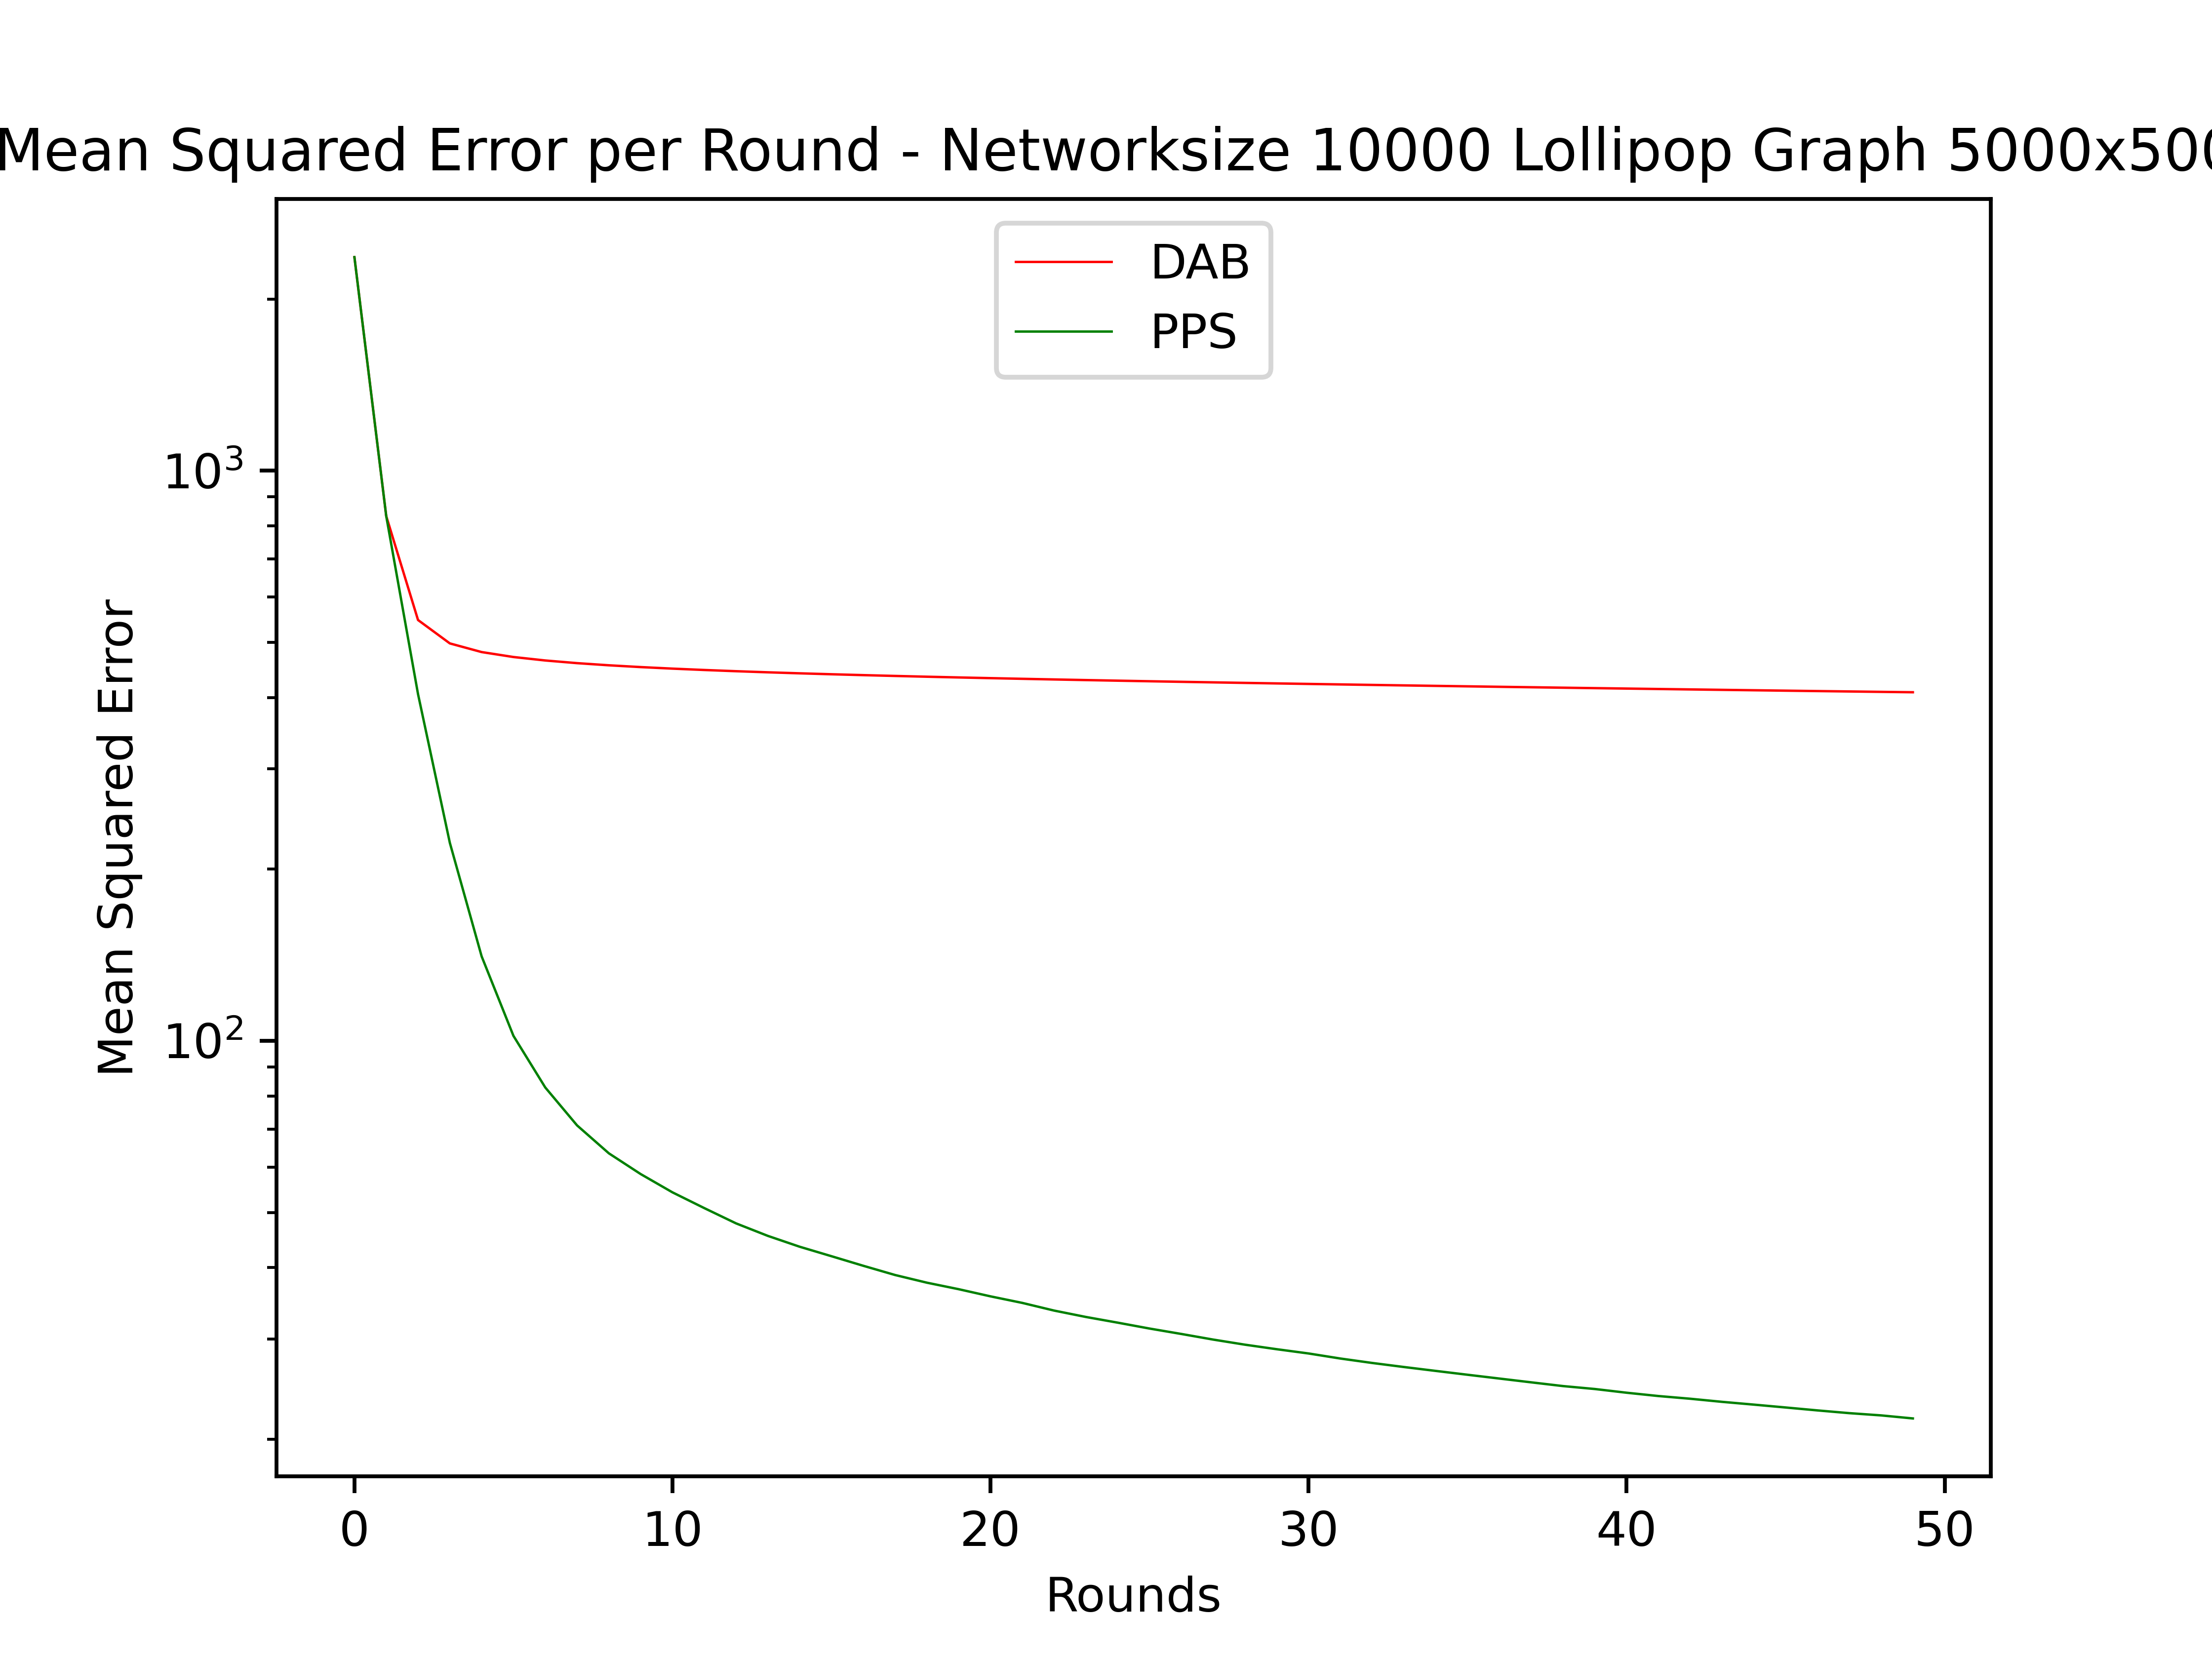 Mean Squared Error per Round - Networksize 10000 Lollipop Graph 5000x500
DAB
PPS
10³
10²
Mean Squared Error
0 10 20 30 40 50
Rounds